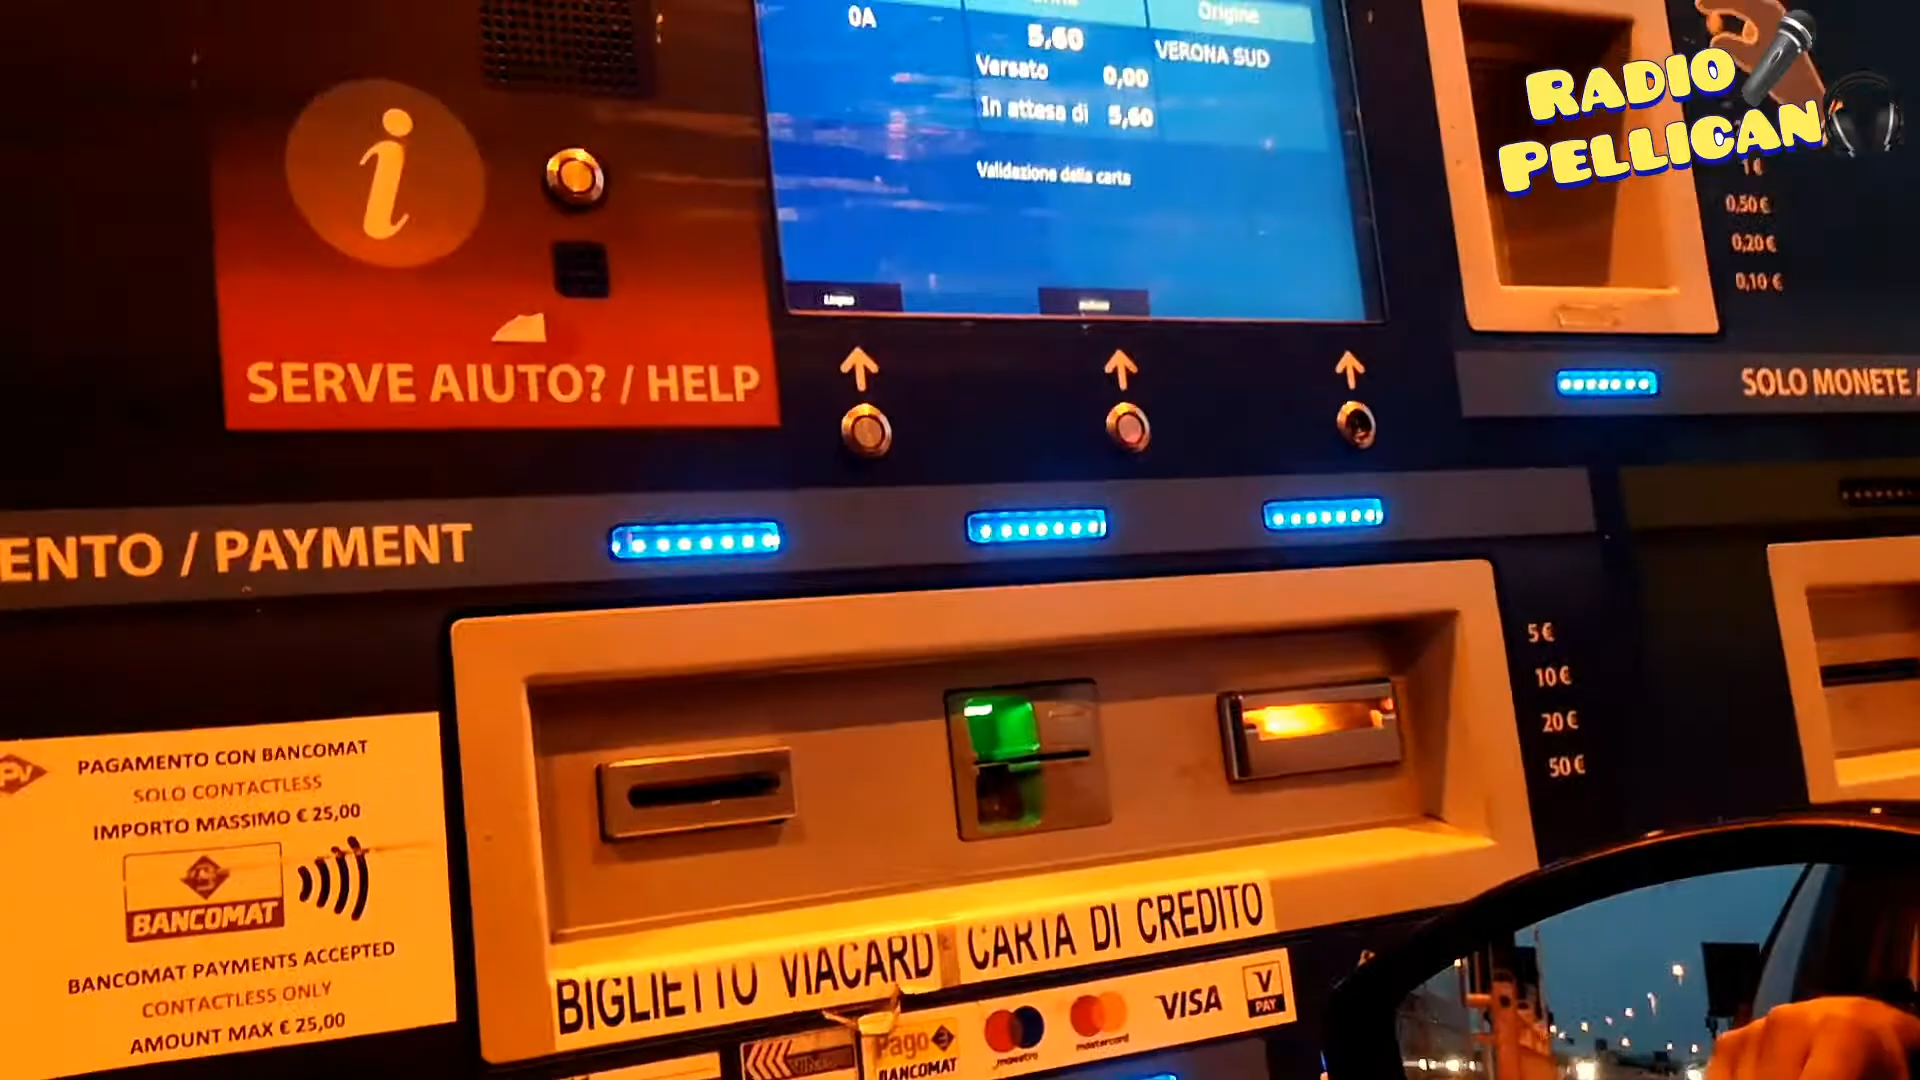 0A
5,60
Versato 0,00
In attesa di 5,60
Origine
VERONA SUD
Validazione della carta
Lingua
RADIO
PELLICAN
1€
0,50€
0,20€
0,10€
i
SERVE AIUTO? / HELP
SOLO MONETE /
ENTO / PAYMENT
5€
10€
20€
50€
PAGAMENTO CON BANCOMAT
SOLO CONTACTLESS
IMPORTO MASSIMO € 25,00
BANCOMAT
BANCOMAT PAYMENTS ACCEPTED
CONTACTLESS ONLY
AMOUNT MAX € 25,00
BIGLIETTO VIACARD CARTA DI CREDITO
Pago BANCOMAT
maestro
mastercard
VISA
V PAY